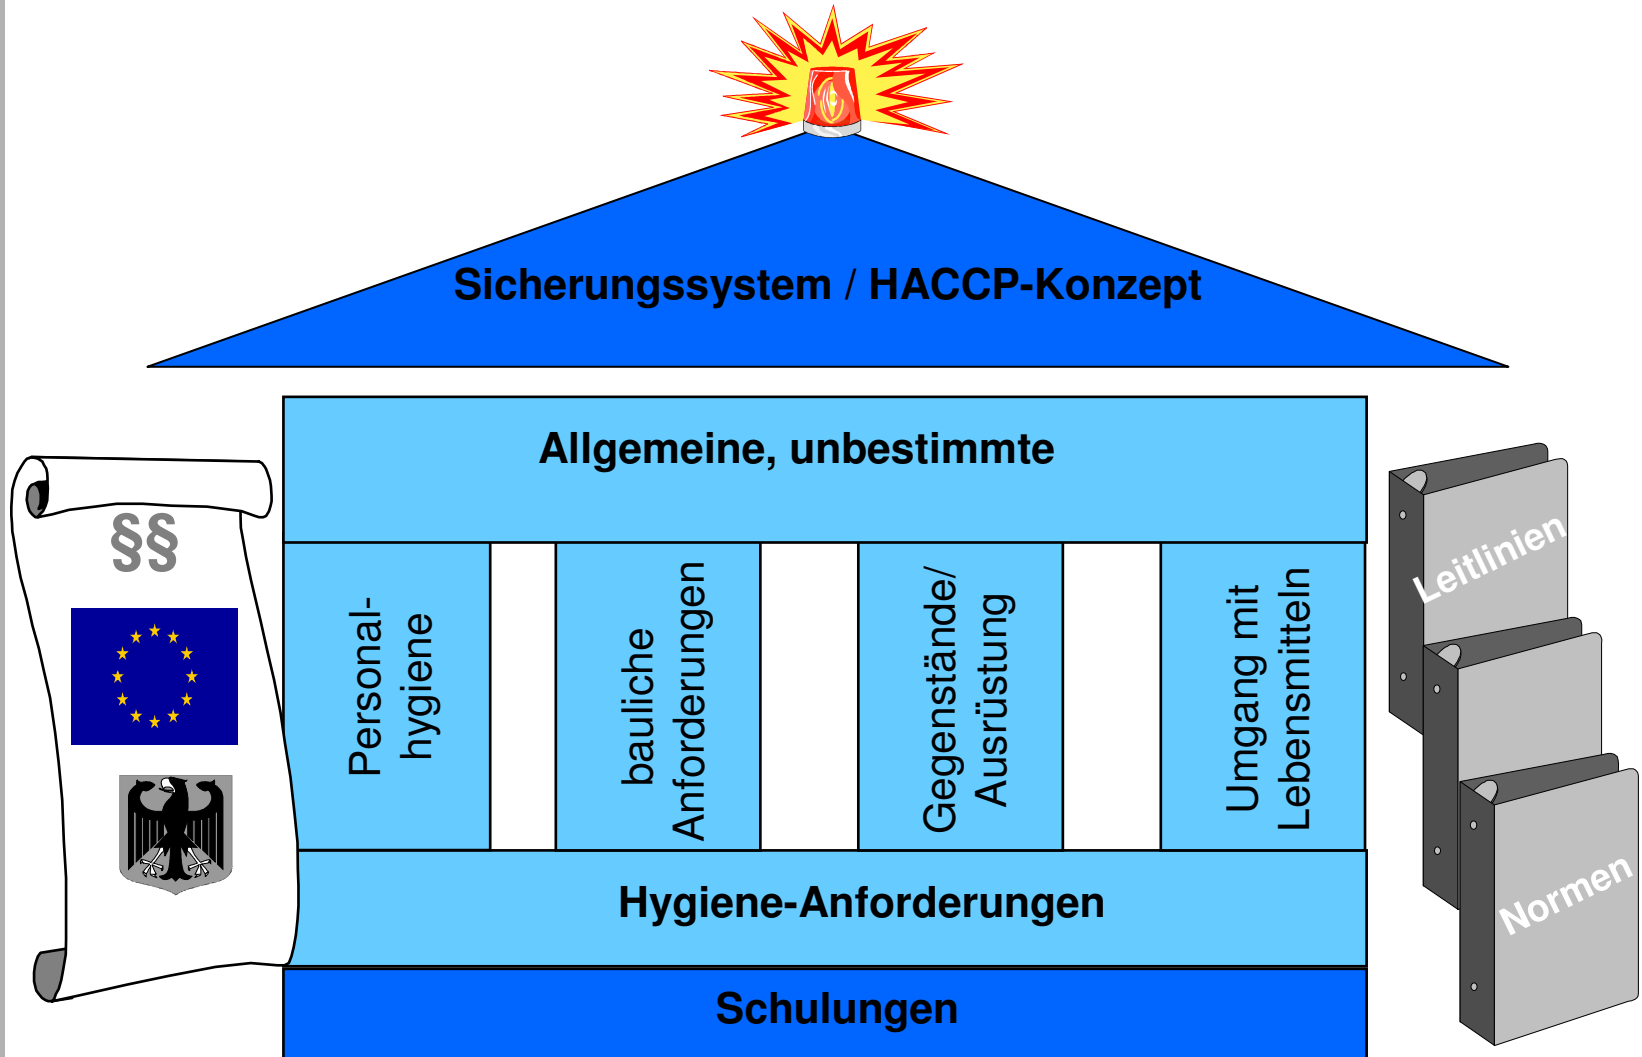 Sicherungssystem / HACCP-Konzept
Allgemeine, unbestimmte
§§
Personal-
hygiene
bauliche
Anforderungen
Gegenstände/
Ausrüstung
Umgang mit
Lebensmitteln
Leitlinien
Normen
Hygiene-Anforderungen
Schulungen